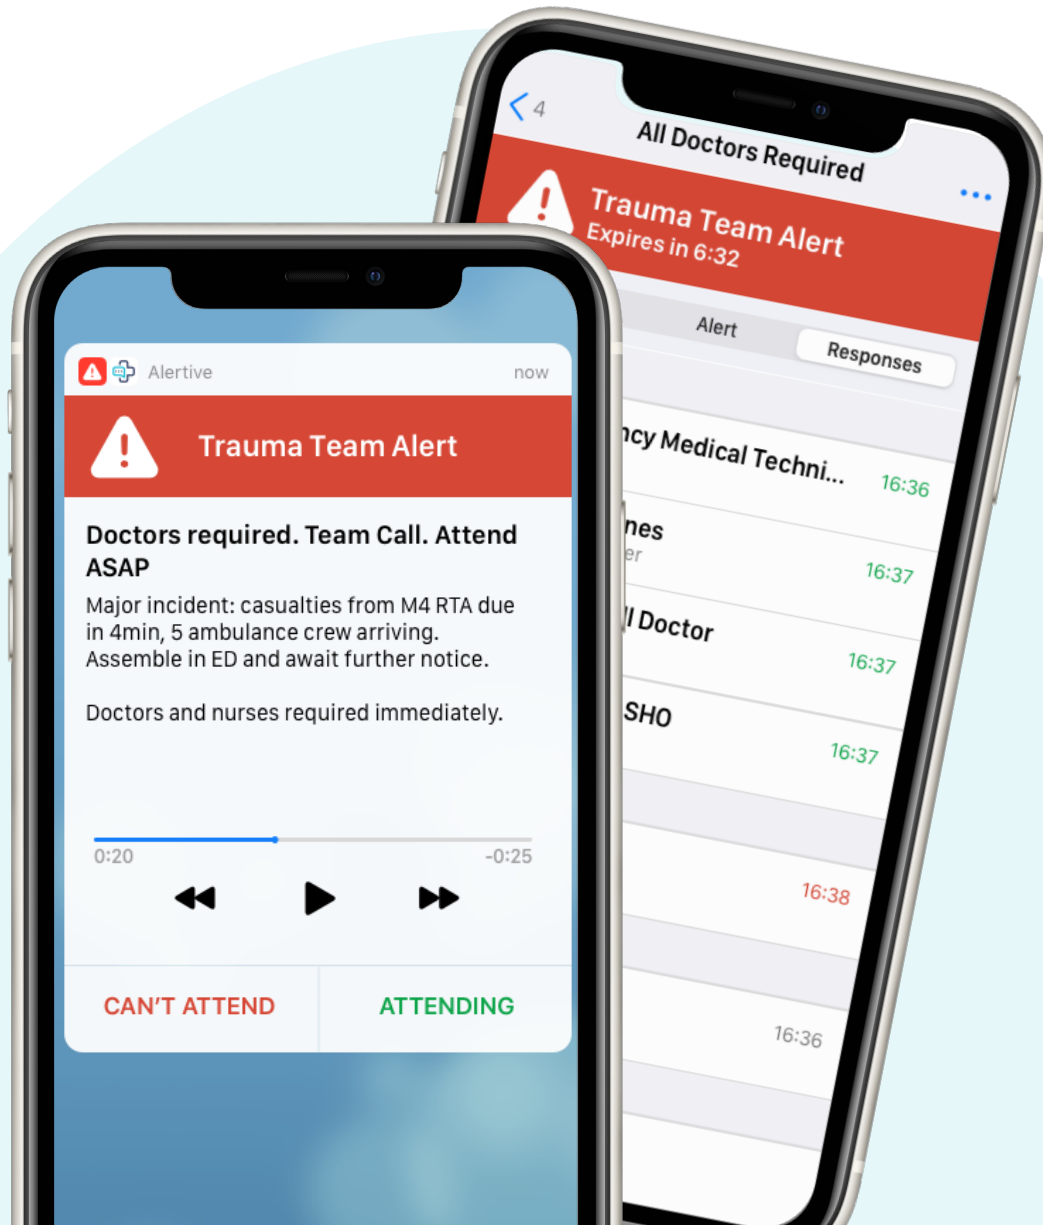 Alertive
now
Trauma Team Alert
Doctors required. Team Call. Attend
ASAP
Major incident: casualties from M4 RTA due
in 4min, 5 ambulance crew arriving.
Assemble in ED and await further notice.
Doctors and nurses required immediately.
0:20
-0:25
CAN'T ATTEND
ATTENDING
4
All Doctors Required
Trauma Team Alert
Expires in 6:32
Alert
Responses
Medical Techni...
16:36
16:37
Doctor
16:37
SHO
16:37
16:38
16:36